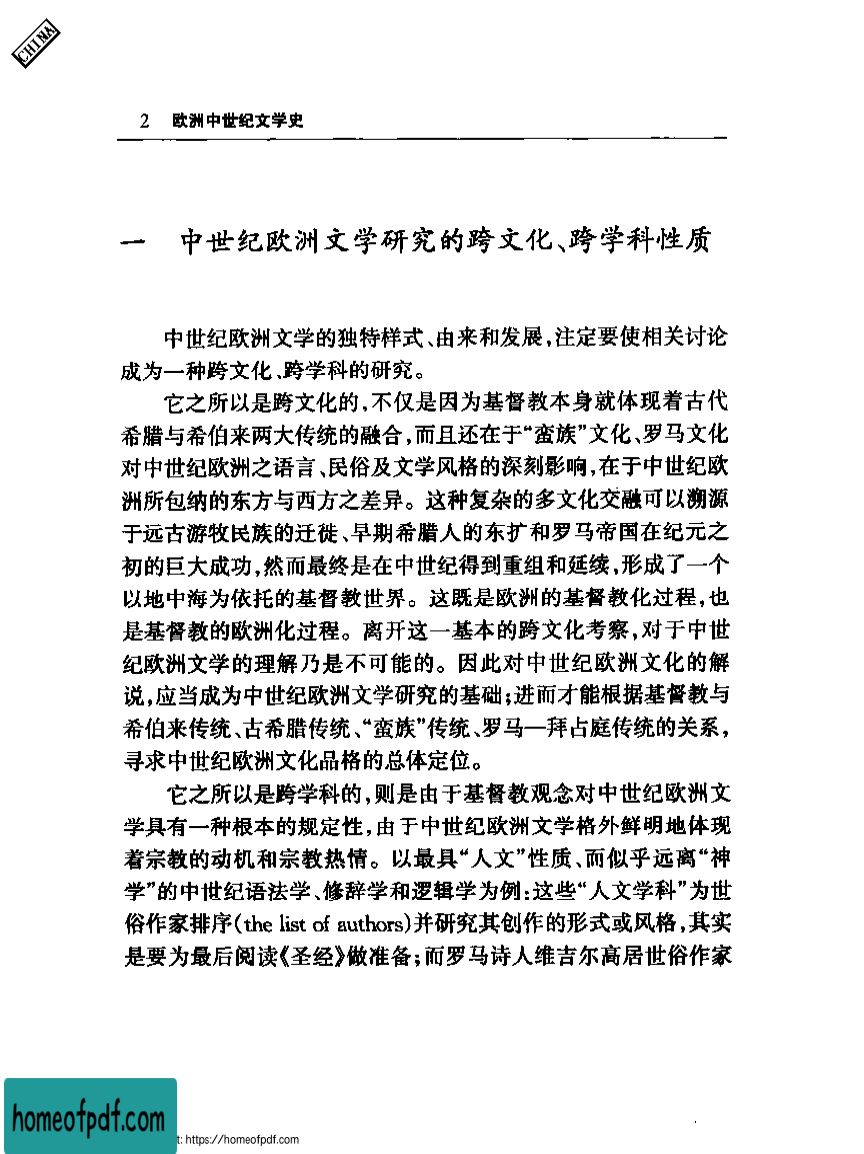 CHINA
2 欧洲中世纪文学史
一 中世纪欧洲文学研究的跨文化、跨学科性质
中世纪欧洲文学的独特样式、由来和发展,注定要使相关讨论
成为一种跨文化、跨学科的研究。
它之所以是跨文化的,不仅是因为基督教本身就体现着古代
希腊与希伯来两大传统的融合,而且还在于“蛮族”文化、罗马文化
对中世纪欧洲之语言、民俗及文学风格的深刻影响,在于中世纪欧
洲所包纳的东方与西方之差异。这种复杂的多文化交融可以溯源
于远古游牧民族的迁徙、早期希腊人的东扩和罗马帝国在纪元之
初的巨大成功,然而最终是在中世纪得到重组和延续,形成了一个
以地中海为依托的基督教世界。这既是欧洲的基督教化过程,也
是基督教的欧洲化过程。离开这一基本的跨文化考察,对于中世
纪欧洲文学的理解乃是不可能的。因此对中世纪欧洲文化的解
说,应当成为中世纪欧洲文学研究的基础;进而才能根据基督教与
希伯来传统、古希腊传统、“蛮族”传统、罗马—拜占庭传统的关系,
寻求中世纪欧洲文化品格的总体定位。
它之所以是跨学科的,则是由于基督教观念对中世纪欧洲文
学具有一种根本的规定性,由于中世纪欧洲文学格外鲜明地体现
着宗教的动机和宗教热情。以最具“人文”性质、而似乎远离“神
学”的中世纪语法学、修辞学和逻辑学为例:这些“人文学科”为世
俗作家排序(the list of authors)并研究其创作的形式或风格,其实
是要为最后阅读《圣经》做准备;而罗马诗人维吉尔高居世俗作家
homeofpdf.com
t: https://homeofpdf.com